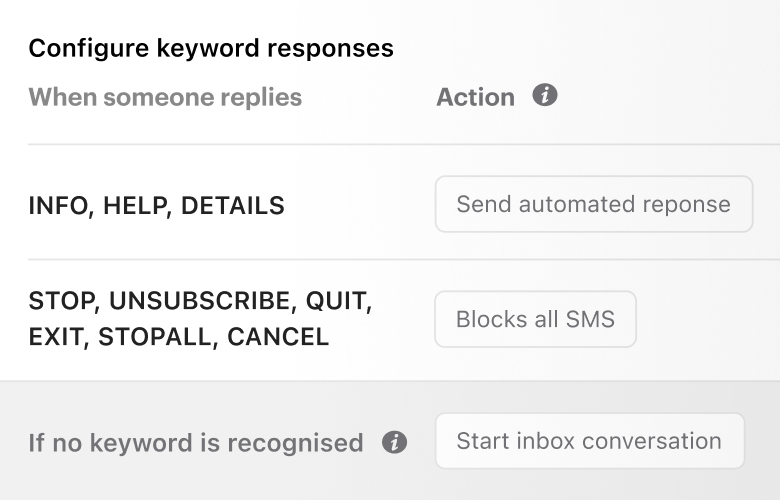 Configure keyword responses
When someone replies
Action
INFO, HELP, DETAILS
Send automated reponse
STOP, UNSUBSCRIBE, QUIT,
EXIT, STOPALL, CANCEL
Blocks all SMS
If no keyword is recognised
Start inbox conversation